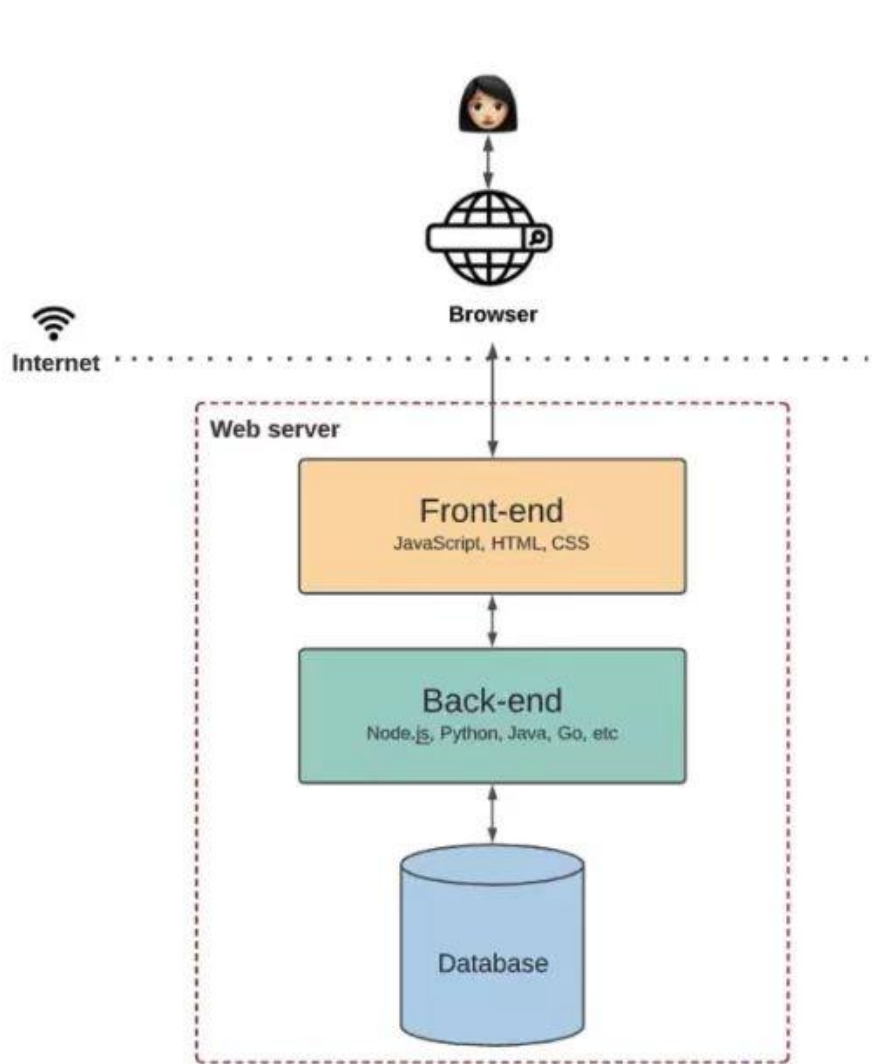 Browser
Internet
Web server
Front-end
JavaScript, HTML, CSS
Back-end
Node.js, Python, Java, Go, etc
Database